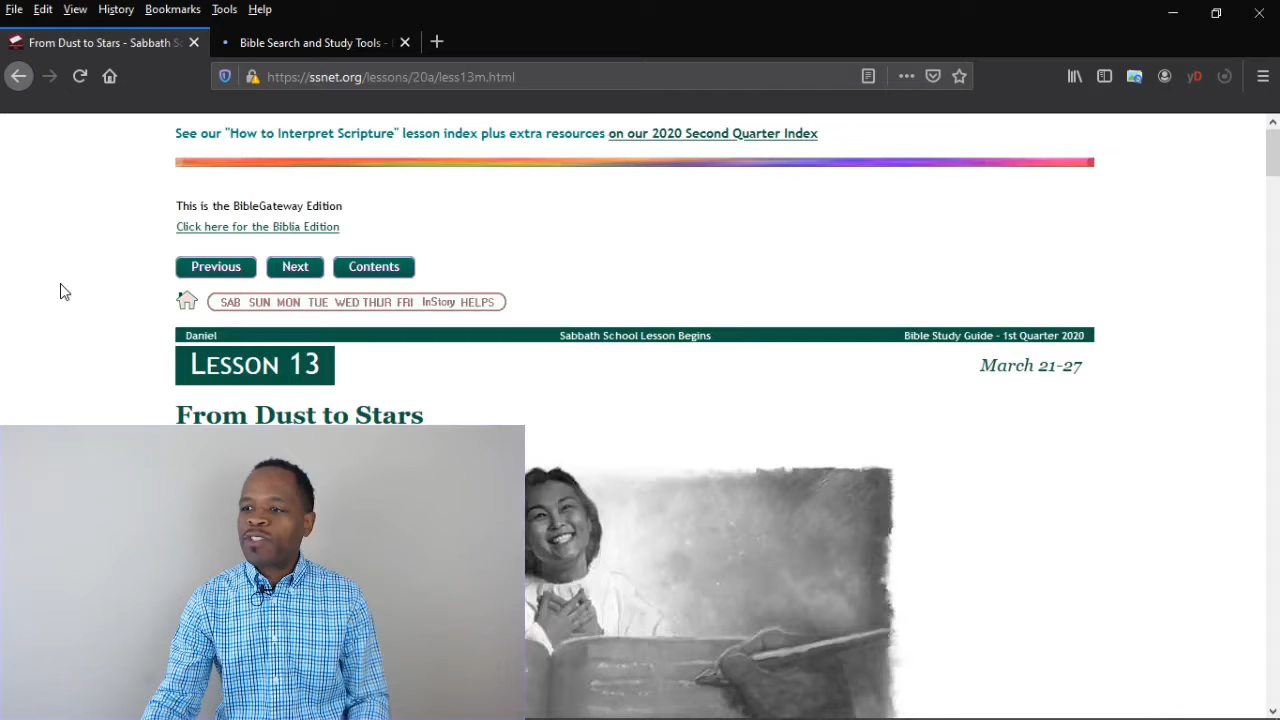 File Edit View History Bookmarks Tools Help
From Dust to Stars - Sabbath Sc
Bible Search and Study Tools -
https://ssnet.org/lessons/20a/less13m.html
yD
See our "How to Interpret Scripture" lesson index plus extra resources on our 2020 Second Quarter Index
This is the BibleGateway Edition
Click here for the Biblia Edition
Previous Next Contents
SAB SUN MON TUE WED THUR FRI InStory HELPS
Daniel Sabbath School Lesson Begins Bible Study Guide - 1st Quarter 2020
LESSON 13 March 21-27
From Dust to Stars